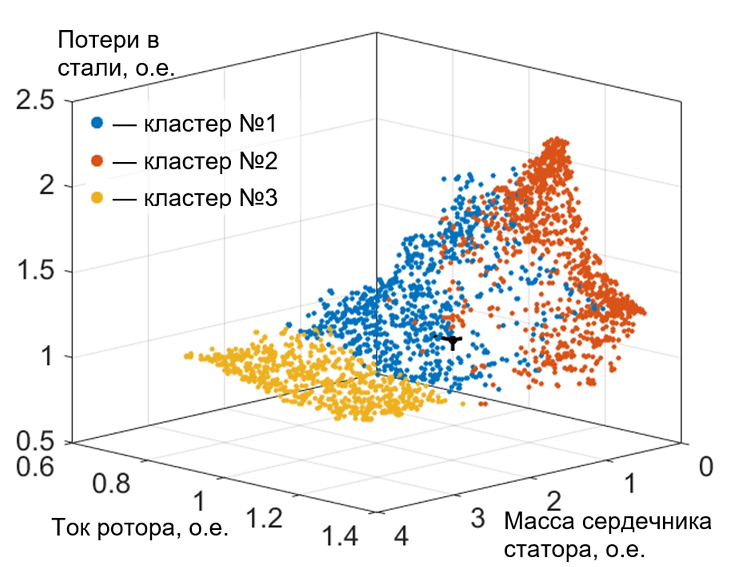 Потери в
стали, о.е.
2.5
— кластер №1
— кластер №2
2
— кластер №3
1.5
1
0.5
0.6
0
0.8
1
1
2
1.2
3
Ток ротора, о.е.
1.4
4
Масса сердечника
статора, о.е.